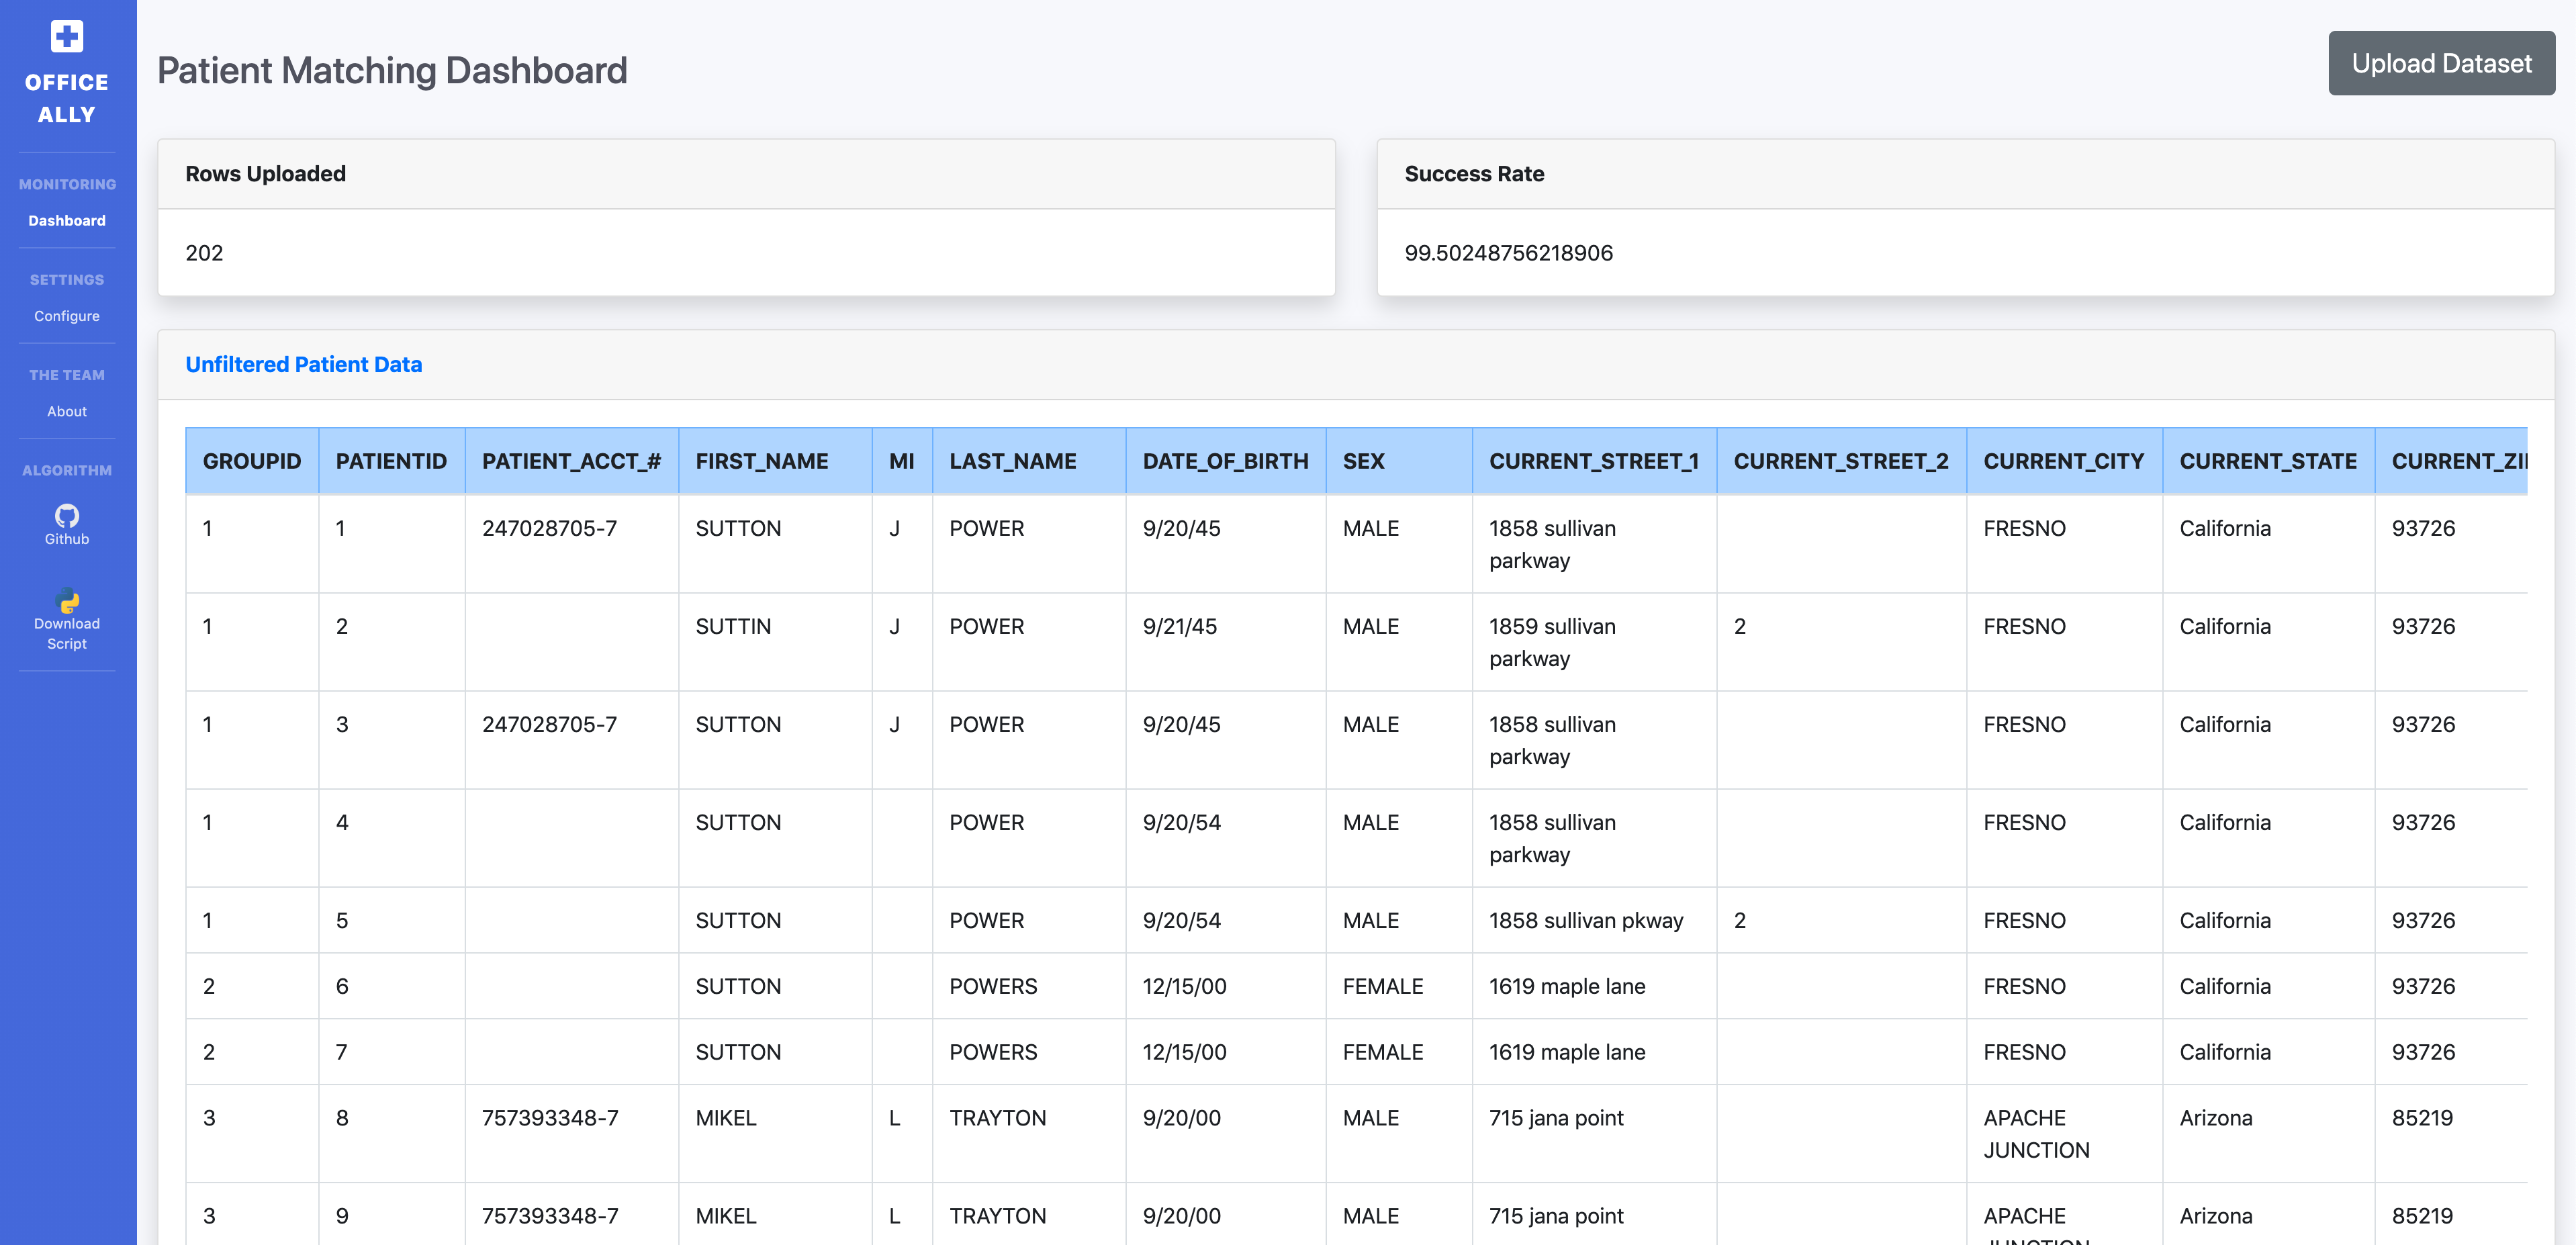 OFFICE
ALLY
MONITORING
Dashboard
SETTINGS
Configure
THE TEAM
About
ALGORITHM
Github
Download
Script
Patient Matching Dashboard
Upload Dataset
Rows Uploaded
202
Success Rate
99.50248756218906
Unfiltered Patient Data
GROUPID PATIENTID PATIENT_ACCT_# FIRST_NAME MI LAST_NAME DATE_OF_BIRTH SEX CURRENT_STREET_1 CURRENT_STREET_2 CURRENT_CITY CURRENT_STATE
1 1 247028705-7 SUTTON J POWER 9/20/45 MALE 1858 sullivan FRESNO California 93726
parkway
1 2 SUTTIN J POWER 9/21/45 MALE 1859 sullivan 2 FRESNO California 93726
parkway
1 3 247028705-7 SUTTON J POWER 9/20/45 MALE 1858 sullivan FRESNO California 93726
parkway
1 4 SUTTON POWER 9/20/54 MALE 1858 sullivan FRESNO California 93726
parkway
1 5 SUTTON POWER 9/20/54 MALE 1858 sullivan pkway 2 FRESNO California 93726
2 6 SUTTON POWERS 12/15/00 FEMALE 1619 maple lane FRESNO California 93726
2 7 SUTTON POWERS 12/15/00 FEMALE 1619 maple lane FRESNO California 93726
3 8 757393348-7 MIKEL L TRAYTON 9/20/00 MALE 715 jana point APACHE Arizona 85219
JUNCTION
3 9 757393348-7 MIKEL L TRAYTON 9/20/00 MALE 715 jana point APACHE Arizona 85219